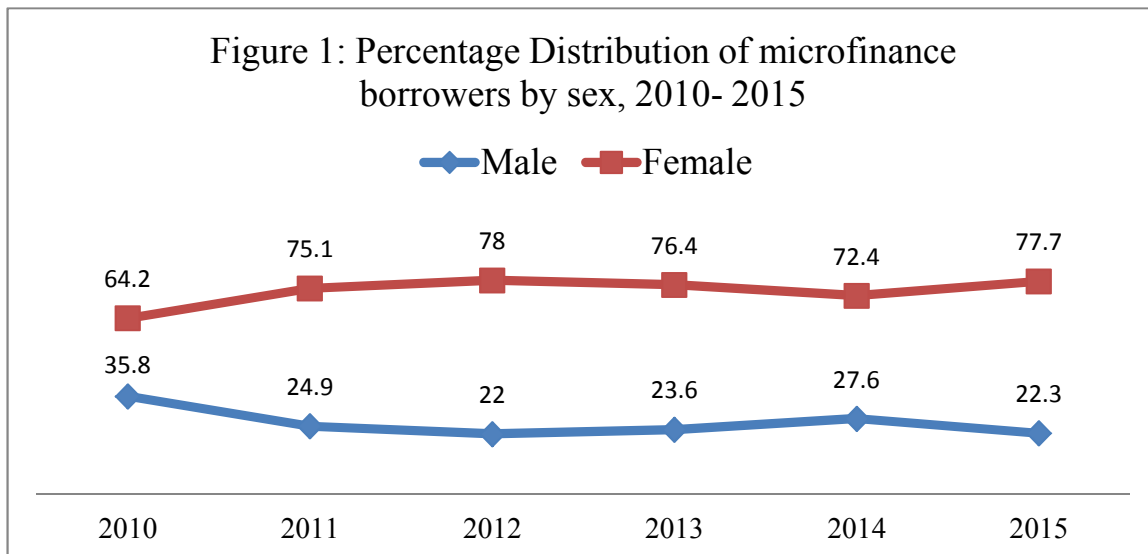 Figure 1: Percentage Distribution of microfinance
borrowers by sex, 2010- 2015
Male Female
64.2 75.1 78 76.4 72.4 77.7
35.8 24.9 22 23.6 27.6 22.3
2010 2011 2012 2013 2014 2015